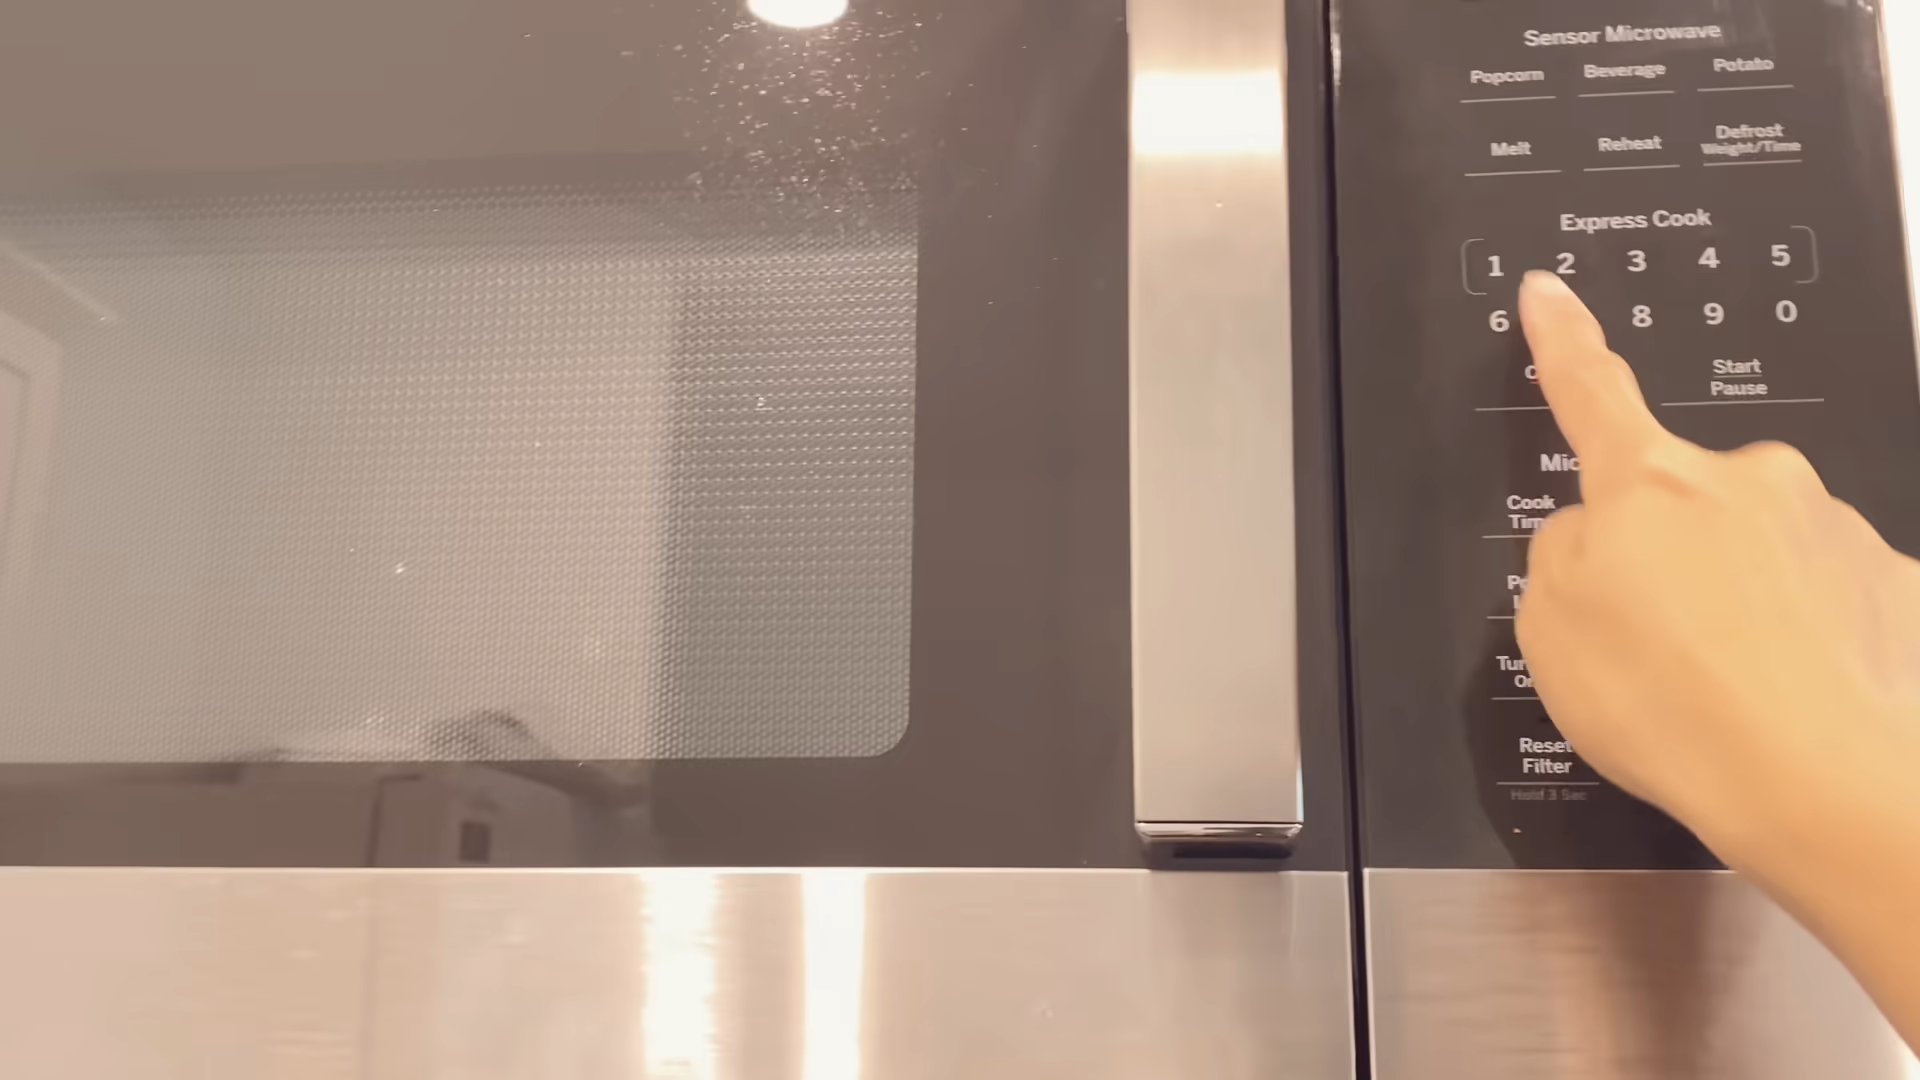 Sensor Microwave
Popcorn Beverage Potato
Melt Reheat Defrost
Weight/Time
Express Cook
1 2 3 4 5
6 8 9 0
Start
Pause
Cook
Reset
Filter
Hold 3 Sec